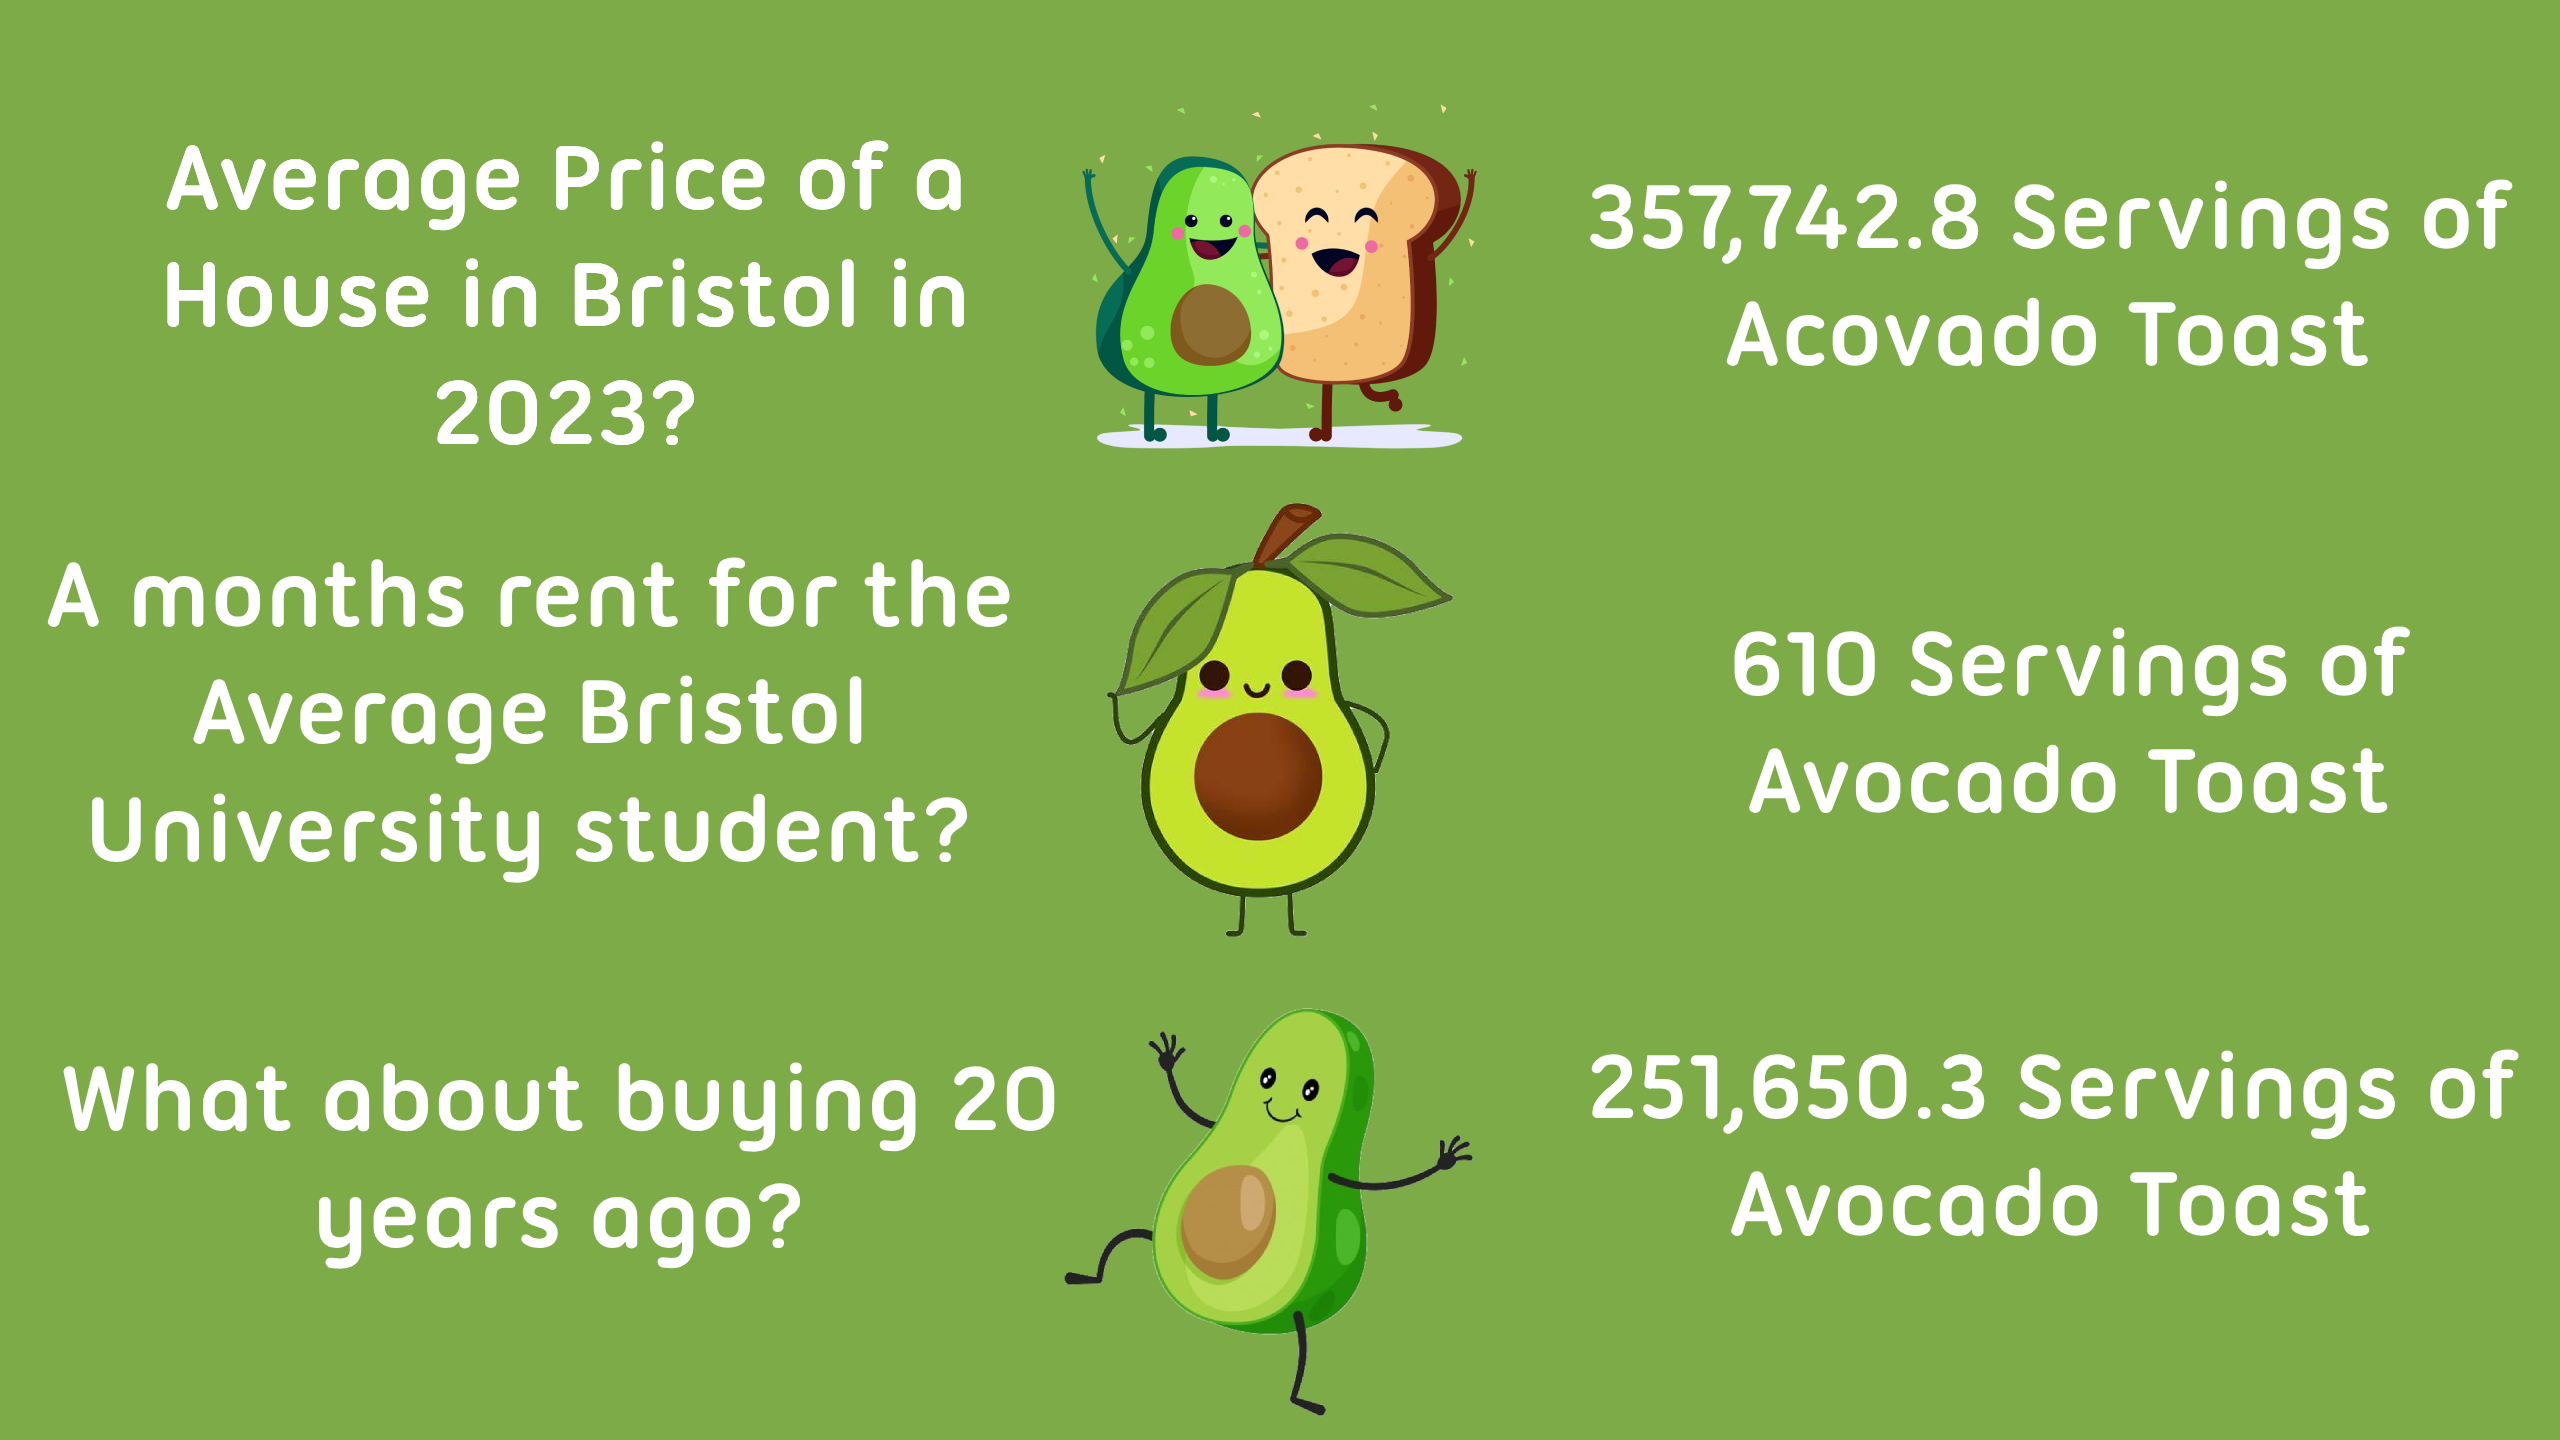 Average Price of a
House in Bristol in
2023?
357,742.8 Servings of
Acovado Toast
A months rent for the
Average Bristol
University student?
610 Servings of
Avocado Toast
What about buying 20
years ago?
251,650.3 Servings of
Avocado Toast